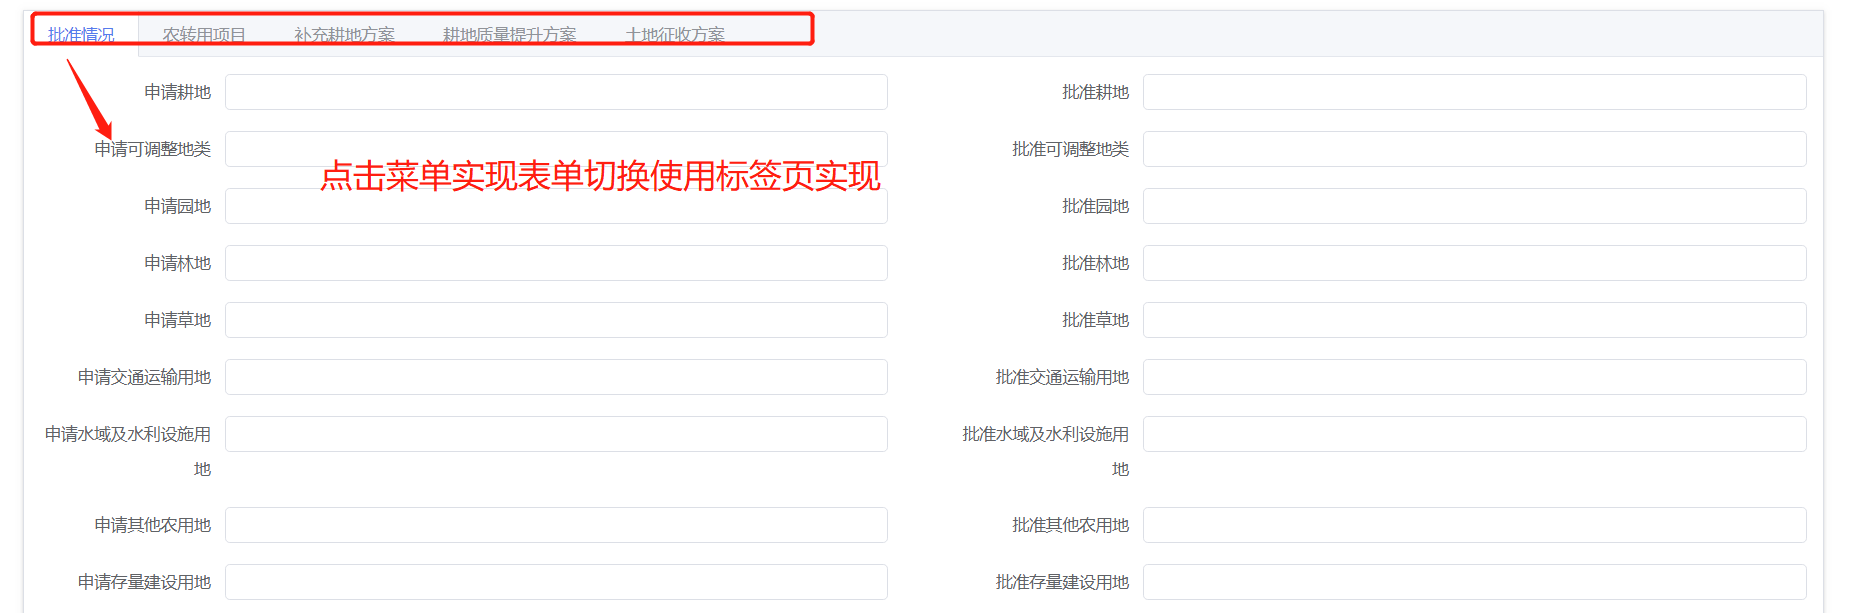 批准情况 农转用项目 补充耕地方案 耕地质量提升方案 土地征收方案
申请耕地 批准耕地
申请可调整地类 批准可调整地类
点击菜单实现表单切换使用标签页实现
申请园地 批准园地
申请林地 批准林地
申请草地 批准草地
申请交通运输用地 批准交通运输用地
申请水域及水利设施用 批准水域及水利设施用
地 地
申请其他农用地 批准其他农用地
申请存量建设用地 批准存量建设用地